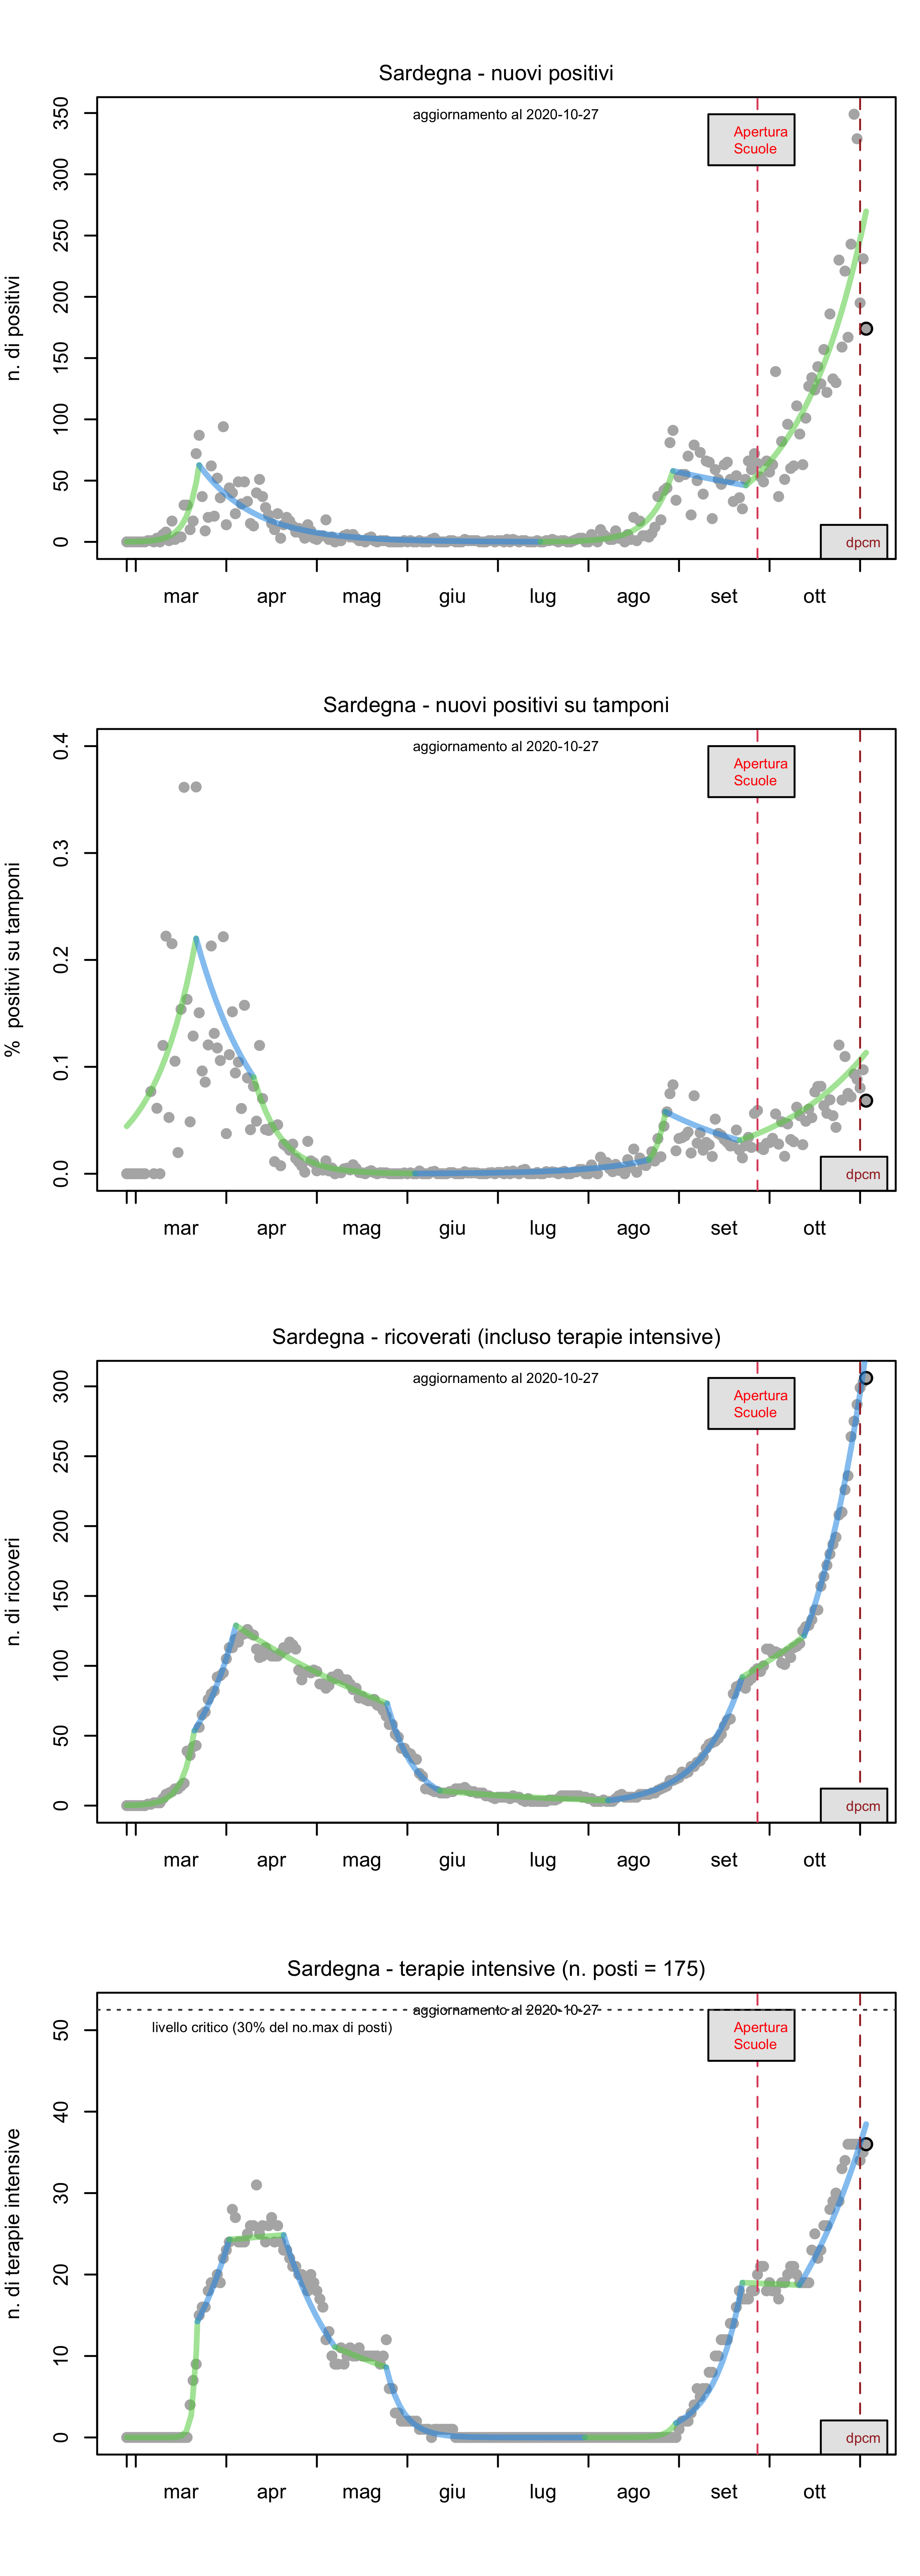 Sardegna - nuovi positivi
aggiornamento al 2020-10-27
Apertura
Scuole
350
300
250
200
150
100
50
0
n. di positivi
dpcm
mar apr mag giu lug ago set ott
Sardegna - nuovi positivi su tamponi
aggiornamento al 2020-10-27
Apertura
Scuole
0.4
0.3
0.2
0.1
0.0
% positivi su tamponi
dpcm
mar apr mag giu lug ago set ott
Sardegna - ricoverati (incluso terapie intensive)
aggiornamento al 2020-10-27
Apertura
Scuole
300
250
200
150
100
50
0
n. di ricoveri
dpcm
mar apr mag giu lug ago set ott
Sardegna - terapie intensive (n. posti = 175)
aggiornamento al 2020-10-27
livello critico (30% del no.max di posti)
Apertura
Scuole
50
40
30
20
10
0
n. di terapie intensive
dpcm
mar apr mag giu lug ago set ott